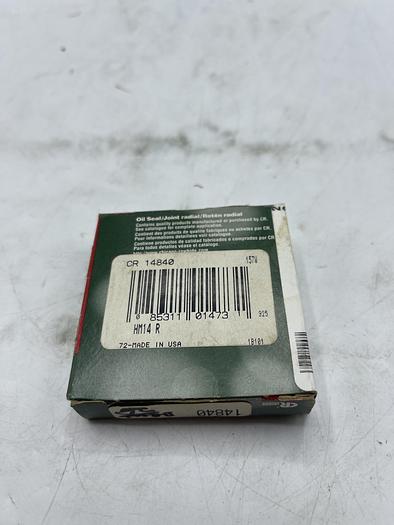 Oil Seal/Joint radial/Retén radial
Contains quality products manufactured or purchased by CR.
See catalogue for complete application.
Contient des produits de qualité fabriqués ou achetés par CR.
Pour informations détaillées voir catalogue.
Contiene productos de calidad fabricados o comprados por CR
Para todos detalles véase el catálogo.
CR 14840
157W
0 85311 01473
925
HM14 R
72-MADE IN USA
18101
CR
14840